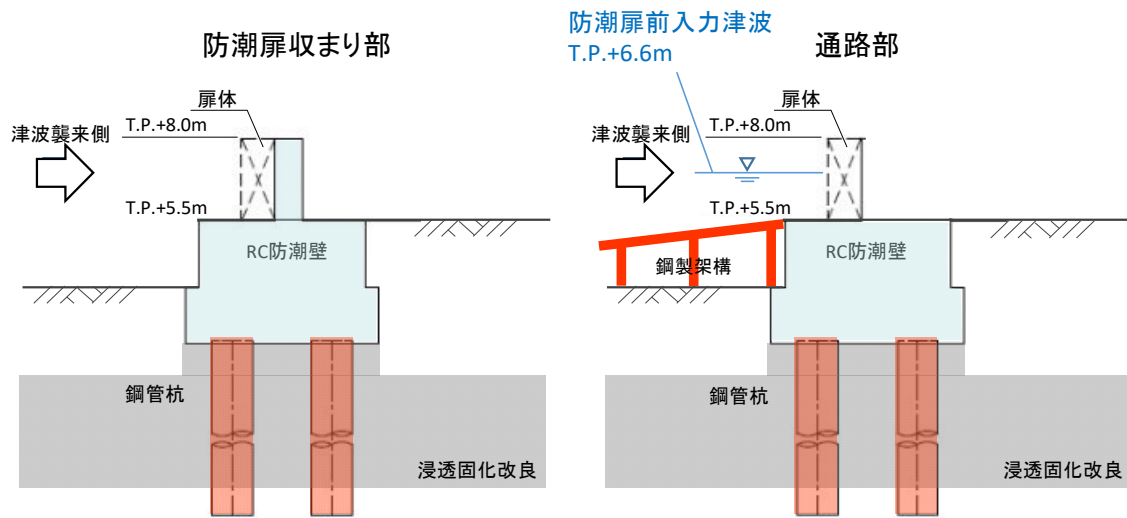 防潮扉収まり部
扉体
T.P.+8.0m
津波襲来側
T.P.+5.5m
RC防潮壁
鋼管杭
浸透固化改良
防潮扉前入力津波
T.P.+6.6m
通路部
扉体
T.P.+8.0m
津波襲来側
T.P.+5.5m
RC防潮壁
鋼製架構
鋼管杭
浸透固化改良